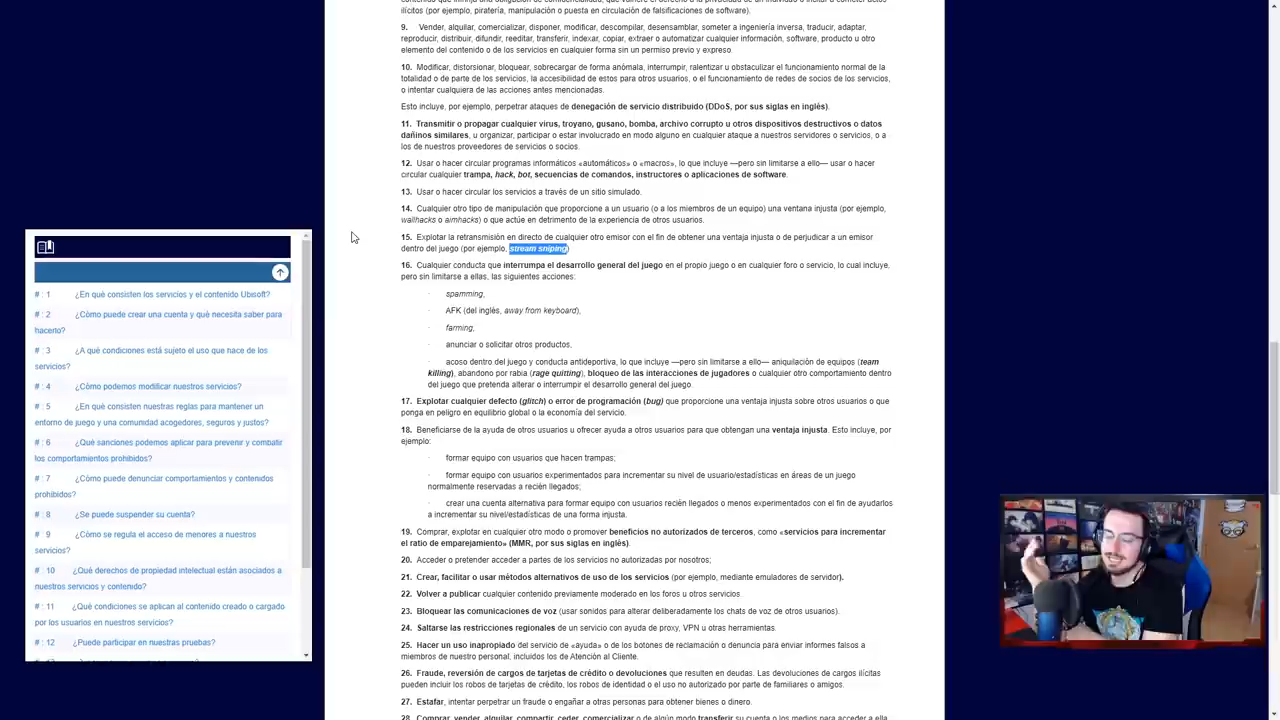 ilícitos (por ejemplo, piratería, manipulación o puesta en circulación de falsificaciones de software).
9. Vender, alquilar, comercializar, disponer, modificar, descompilar, desensamblar, someter a ingeniería inversa, traducir, adaptar,
reproducir, distribuir, difundir, reeditar, transferir, indexar, copiar, extraer o automatizar cualquier información, software, producto u otro
elemento del contenido o de los servicios en cualquier forma sin un permiso previo y expreso.
10. Modificar, distorsionar, bloquear, sobrecargar de forma anómala, interrumpir, ralentizar u obstaculizar el funcionamiento normal de la
totalidad o de parte de los servicios, la accesibilidad de estos para otros usuarios, o el funcionamiento de redes de socios de los servicios,
o intentar cualquiera de las acciones antes mencionadas.
Esto incluye, por ejemplo, perpetrar ataques de denegación de servicio distribuido (DDoS, por sus siglas en inglés).
11. Transmitir o propagar cualquier virus, troyano, gusano, bomba, archivo corrupto u otros dispositivos destructivos o datos
dañinos similares, u organizar, participar o estar involucrado en modo alguno en cualquier ataque a nuestros servidores o servicios, o a
los de nuestros proveedores de servicios o socios.
12. Usar o hacer circular programas informáticos «automáticos» o «macros», lo que incluye —pero sin limitarse a ello— usar o hacer
circular cualquier trampa, hack, bot, secuencias de comandos, instructores o aplicaciones de software.
13. Usar o hacer circular los servicios a través de un sitio simulado.
14. Cualquier otro tipo de manipulación que proporcione a un usuario (o a los miembros de un equipo) una ventana injusta (por ejemplo,
wallhacks o aimhacks) o que actúe en detrimento de la experiencia de otros usuarios.
15. Explotar la retransmisión en directo de cualquier otro emisor con el fin de obtener una ventaja injusta o de perjudicar a un emisor
dentro del juego (por ejemplo, stream sniping)
16. Cualquier conducta que interrumpa el desarrollo general del juego en el propio juego o en cualquier foro o servicio, lo cual incluye,
pero sin limitarse a ellas, las siguientes acciones:
· spamming,
· AFK (del inglés, away from keyboard),
· farming,
· anunciar o solicitar otros productos,
· acoso dentro del juego y conducta antideportiva, lo que incluye —pero sin limitarse a ello— aniquilación de equipos (team
killing), abandono por rabia (rage quitting), bloqueo de las interacciones de jugadores o cualquier otro comportamiento dentro
del juego que pretenda alterar o interrumpir el desarrollo general del juego
17. Explotar cualquier defecto (glitch) o error de programación (bug) que proporcione una ventaja injusta sobre otros usuarios o que
ponga en peligro en equilibrio global o la economía del servicio.
18. Beneficiarse de la ayuda de otros usuarios u ofrecer ayuda a otros usuarios para que obtengan una ventaja injusta. Esto incluye, por
ejemplo:
· formar equipo con usuarios que hacen trampas;
· formar equipo con usuarios experimentados para incrementar su nivel de usuario/estadísticas en áreas de un juego
normalmente reservadas a recién llegados;
· crear una cuenta alternativa para formar equipo con usuarios recién llegados o menos experimentados con el fin de ayudarlos
a incrementar su nivel/estadísticas de una forma injusta.
19. Comprar, explotar en cualquier otro modo o promover beneficios no autorizados de terceros, como «servicios para incrementar
el ratio de emparejamiento» (MMR, por sus siglas en inglés).
20. Acceder o pretender acceder a partes de los servicios no autorizadas por nosotros;
21. Crear, facilitar o usar métodos alternativos de uso de los servicios (por ejemplo, mediante emuladores de servidor).
22. Volver a publicar cualquier contenido previamente moderado en los foros u otro servicios.
23. Bloquear las comunicaciones de voz (usar sonidos para alterar deliberadamente los chats de voz de otros usuarios).
24. Saltarse las restricciones regionales de un servicio con ayuda de proxy, VPN u otras herramientas.
25. Hacer un uso inapropiado del servicio de «ayuda» o de los botones de reclamación o denuncia para enviar informes falsos a
miembros de nuestro personal, incluidos los de Atención al Cliente.
26. Fraude, reversión de cargos de tarjetas de crédito o devoluciones que resulten en deudas. Las devoluciones de cargos ilícitas
pueden incluir los robos de tarjetas de crédito, los robos de identidad o el uso no autorizado por parte de familiares o amigos.
27. Estafar, intentar perpetrar un fraude o engañar a otras personas para obtener bienes o dinero.
28. Comprar, vender, alquilar, compartir, ceder, comercializar o de algún modo transferir su cuenta o los medios para acceder a ella
# : 1 ¿En qué consisten los servicios y el contenido Ubisoft?
# : 2 ¿Cómo puede crear una cuenta y qué necesita saber para
hacerlo?
# : 3 ¿A qué condiciones está sujeto el uso que hace de los
servicios?
# : 4 ¿Cómo podemos modificar nuestros servicios?
# : 5 ¿En qué consisten nuestras reglas para mantener un
entorno de juego y una comunidad acogedores, seguros y justos?
# : 6 ¿Qué sanciones podemos aplicar para prevenir y combatir
los comportamientos prohibidos?
# : 7 ¿Cómo puede denunciar comportamientos y contenidos
prohibidos?
# : 8 ¿Se puede suspender su cuenta?
# : 9 ¿Cómo se regula el acceso de menores a nuestros
servicios?
# : 10 ¿Qué derechos de propiedad intelectual están asociados a
nuestros servicios y contenido?
# : 11 ¿Qué condiciones se aplican al contenido creado o cargado
por los usuarios en nuestros servicios?
# : 12 ¿Puede participar en nuestras pruebas?